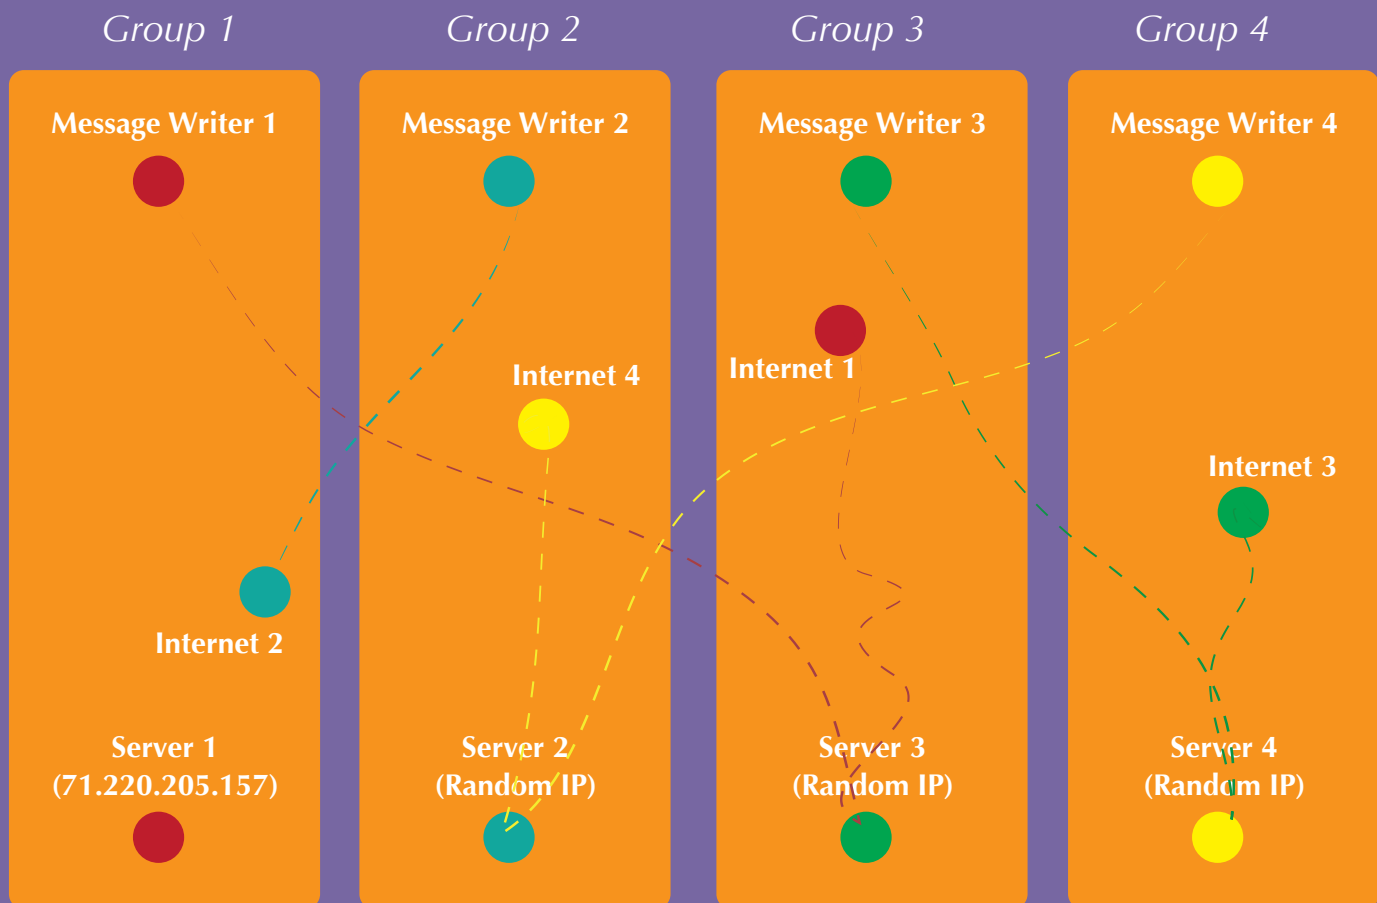 Group 1
Group 2
Group 3
Group 4
Message Writer 1
Message Writer 2
Message Writer 3
Message Writer 4
Internet 1
Internet 4
Internet 3
Internet 2
Server 1
(71.220.205.157)
Server 2
(Random IP)
Server 3
(Random IP)
Server 4
(Random IP)